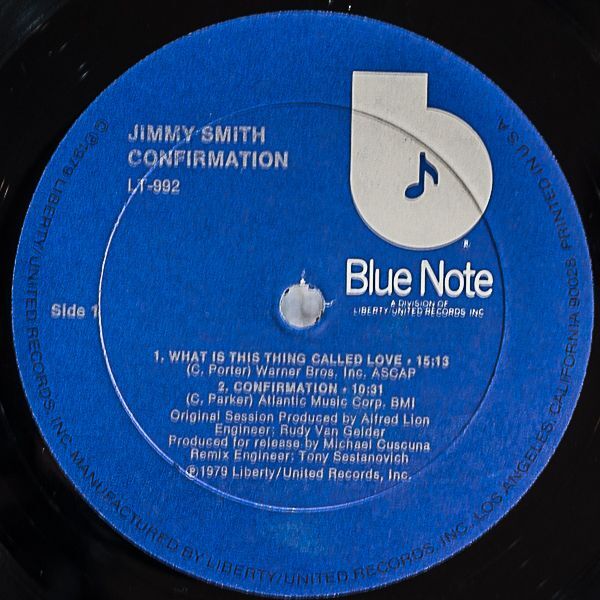 JIMMY SMITH
CONFIRMATION
LT-992
®
Blue Note
A DIVISION OF
LIBERTY/UNITED RECORDS INC
Side 1
1. WHAT IS THIS THING CALLED LOVE • 15:13
(C. Porter) Warner Bros, Inc. ASCAP
2. CONFIRMATION • 10:31
(C. Parker) Atlantic Music Corp. BMI
Original Session Produced by Alfred Lion
Engineer: Rudy Van Gelder
Produced for release by Michael Cuscuna
Remix Engineer: Tony Sestanovich
℗1979 Liberty/United Records, Inc.
©℗1979 LIBERTY/UNITED RECORDS, INC. MANUFACTURED BY LIBERTY/UNITED RECORDS, INC., LOS ANGELES, CALIFORNIA 90028 PRINTED IN U.S.A.